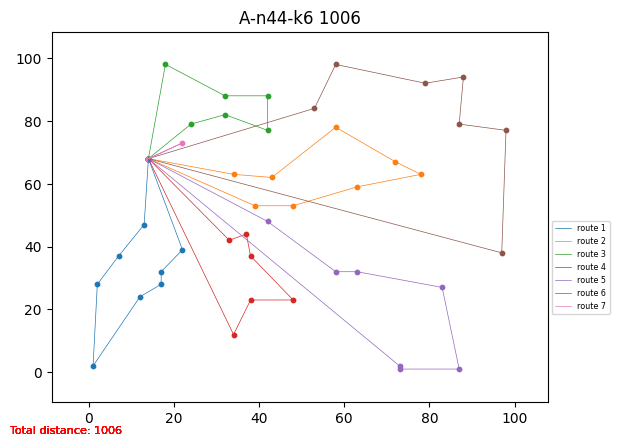 A-n44-k6 1006
100
80
60
40
20
0
0 20 40 60 80 100
route 1
route 2
route 3
route 4
route 5
route 6
route 7
Total distance: 1006